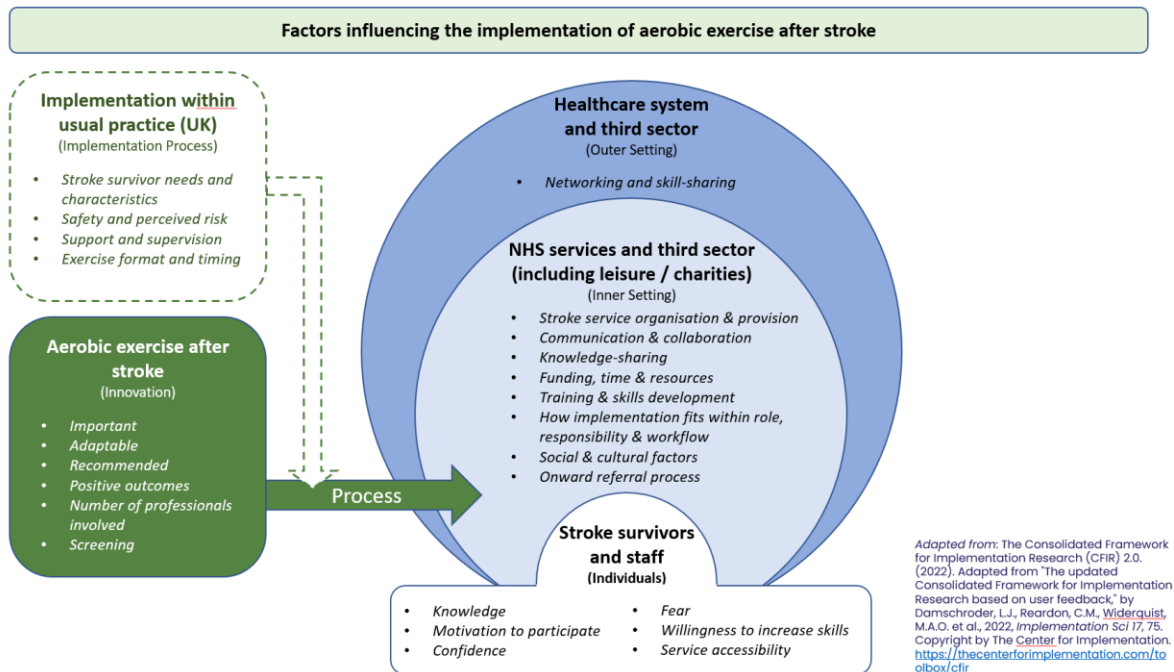 Factors influencing the implementation of aerobic exercise after stroke
Implementation within
usual practice (UK)
(Implementation Process)
• Stroke survivor needs and
characteristics
• Safety and perceived risk
• Support and supervision
• Exercise format and timing
Aerobic exercise after
stroke
(Innovation)
• Important
• Adaptable
• Recommended
• Positive outcomes
• Number of professionals
involved
• Screening
Process
Healthcare system
and third sector
(Outer Setting)
• Networking and skill-sharing
NHS services and third sector
(including leisure / charities)
(Inner Setting)
• Stroke service organisation & provision
• Communication & collaboration
• Knowledge-sharing
• Funding, time & resources
• Training & skills development
• How implementation fits within role,
responsibility & workflow
• Social & cultural factors
• Onward referral process
Stroke survivors
and staff
(Individuals)
• Knowledge
• Motivation to participate
• Confidence
• Fear
• Willingness to increase skills
• Service accessibility
Adapted from: The Consolidated Framework
for Implementation Research (CFIR) 2.0.
(2022). Adapted from "The updated
Consolidated Framework for Implementation
Research based on user feedback," by
Damschroder, L.J., Reardon, C.M., Widerquist,
M.A.O. et al., 2022, Implementation Sci 17, 75.
Copyright by The Center for Implementation.
https://thecenterforimplementation.com/to
olbox/cfir